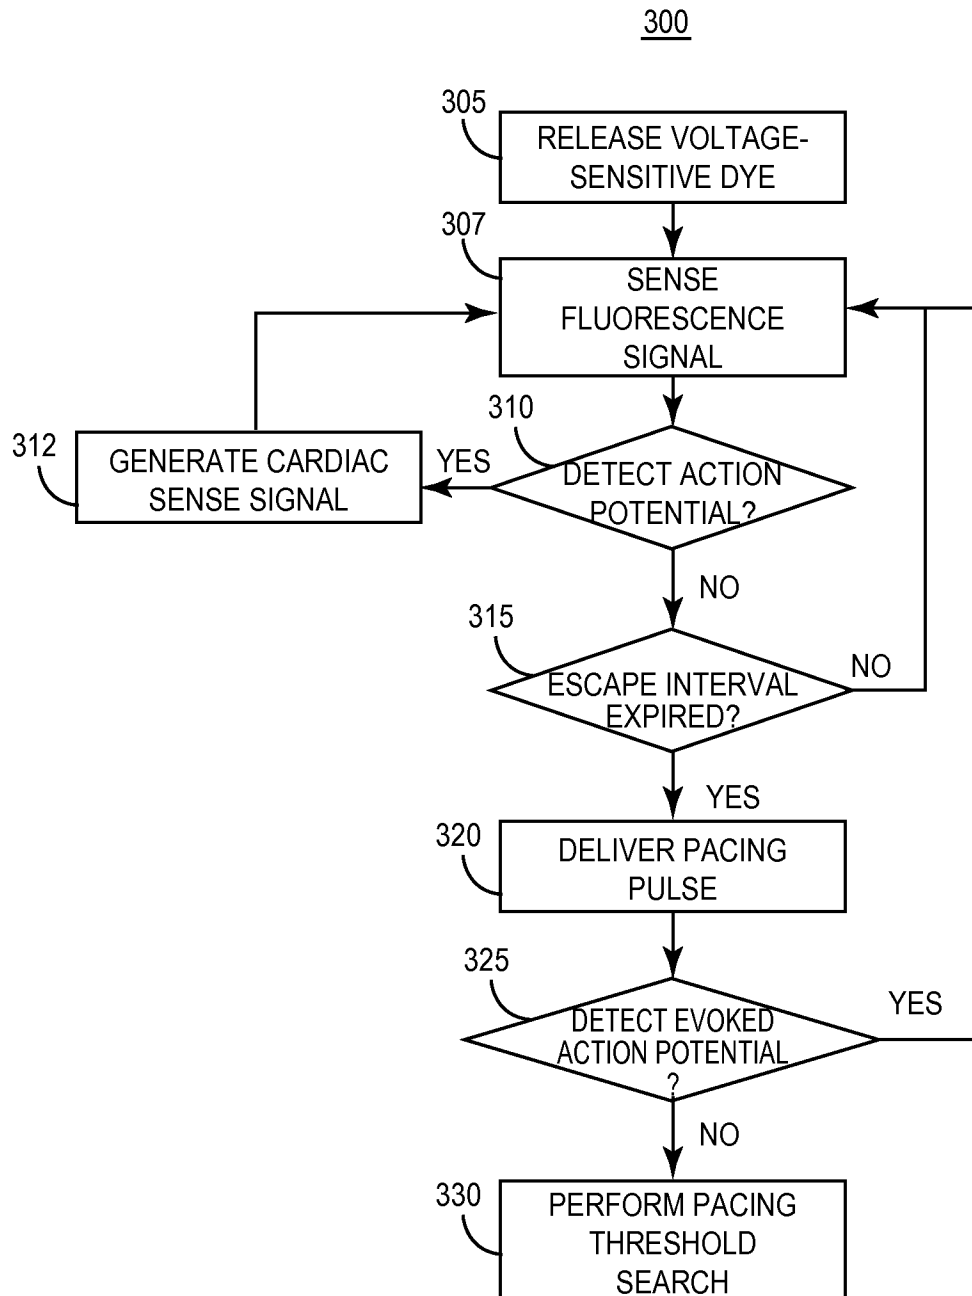 300
305
RELEASE VOLTAGE-
SENSITIVE DYE
307
SENSE
FLUORESCENCE
SIGNAL
310
DETECT ACTION
POTENTIAL?
YES
312
GENERATE CARDIAC
SENSE SIGNAL
NO
315
ESCAPE INTERVAL
EXPIRED?
NO
YES
320
DELIVER PACING
PULSE
325
DETECT EVOKED
ACTION POTENTIAL
?
YES
NO
330
PERFORM PACING
THRESHOLD
SEARCH